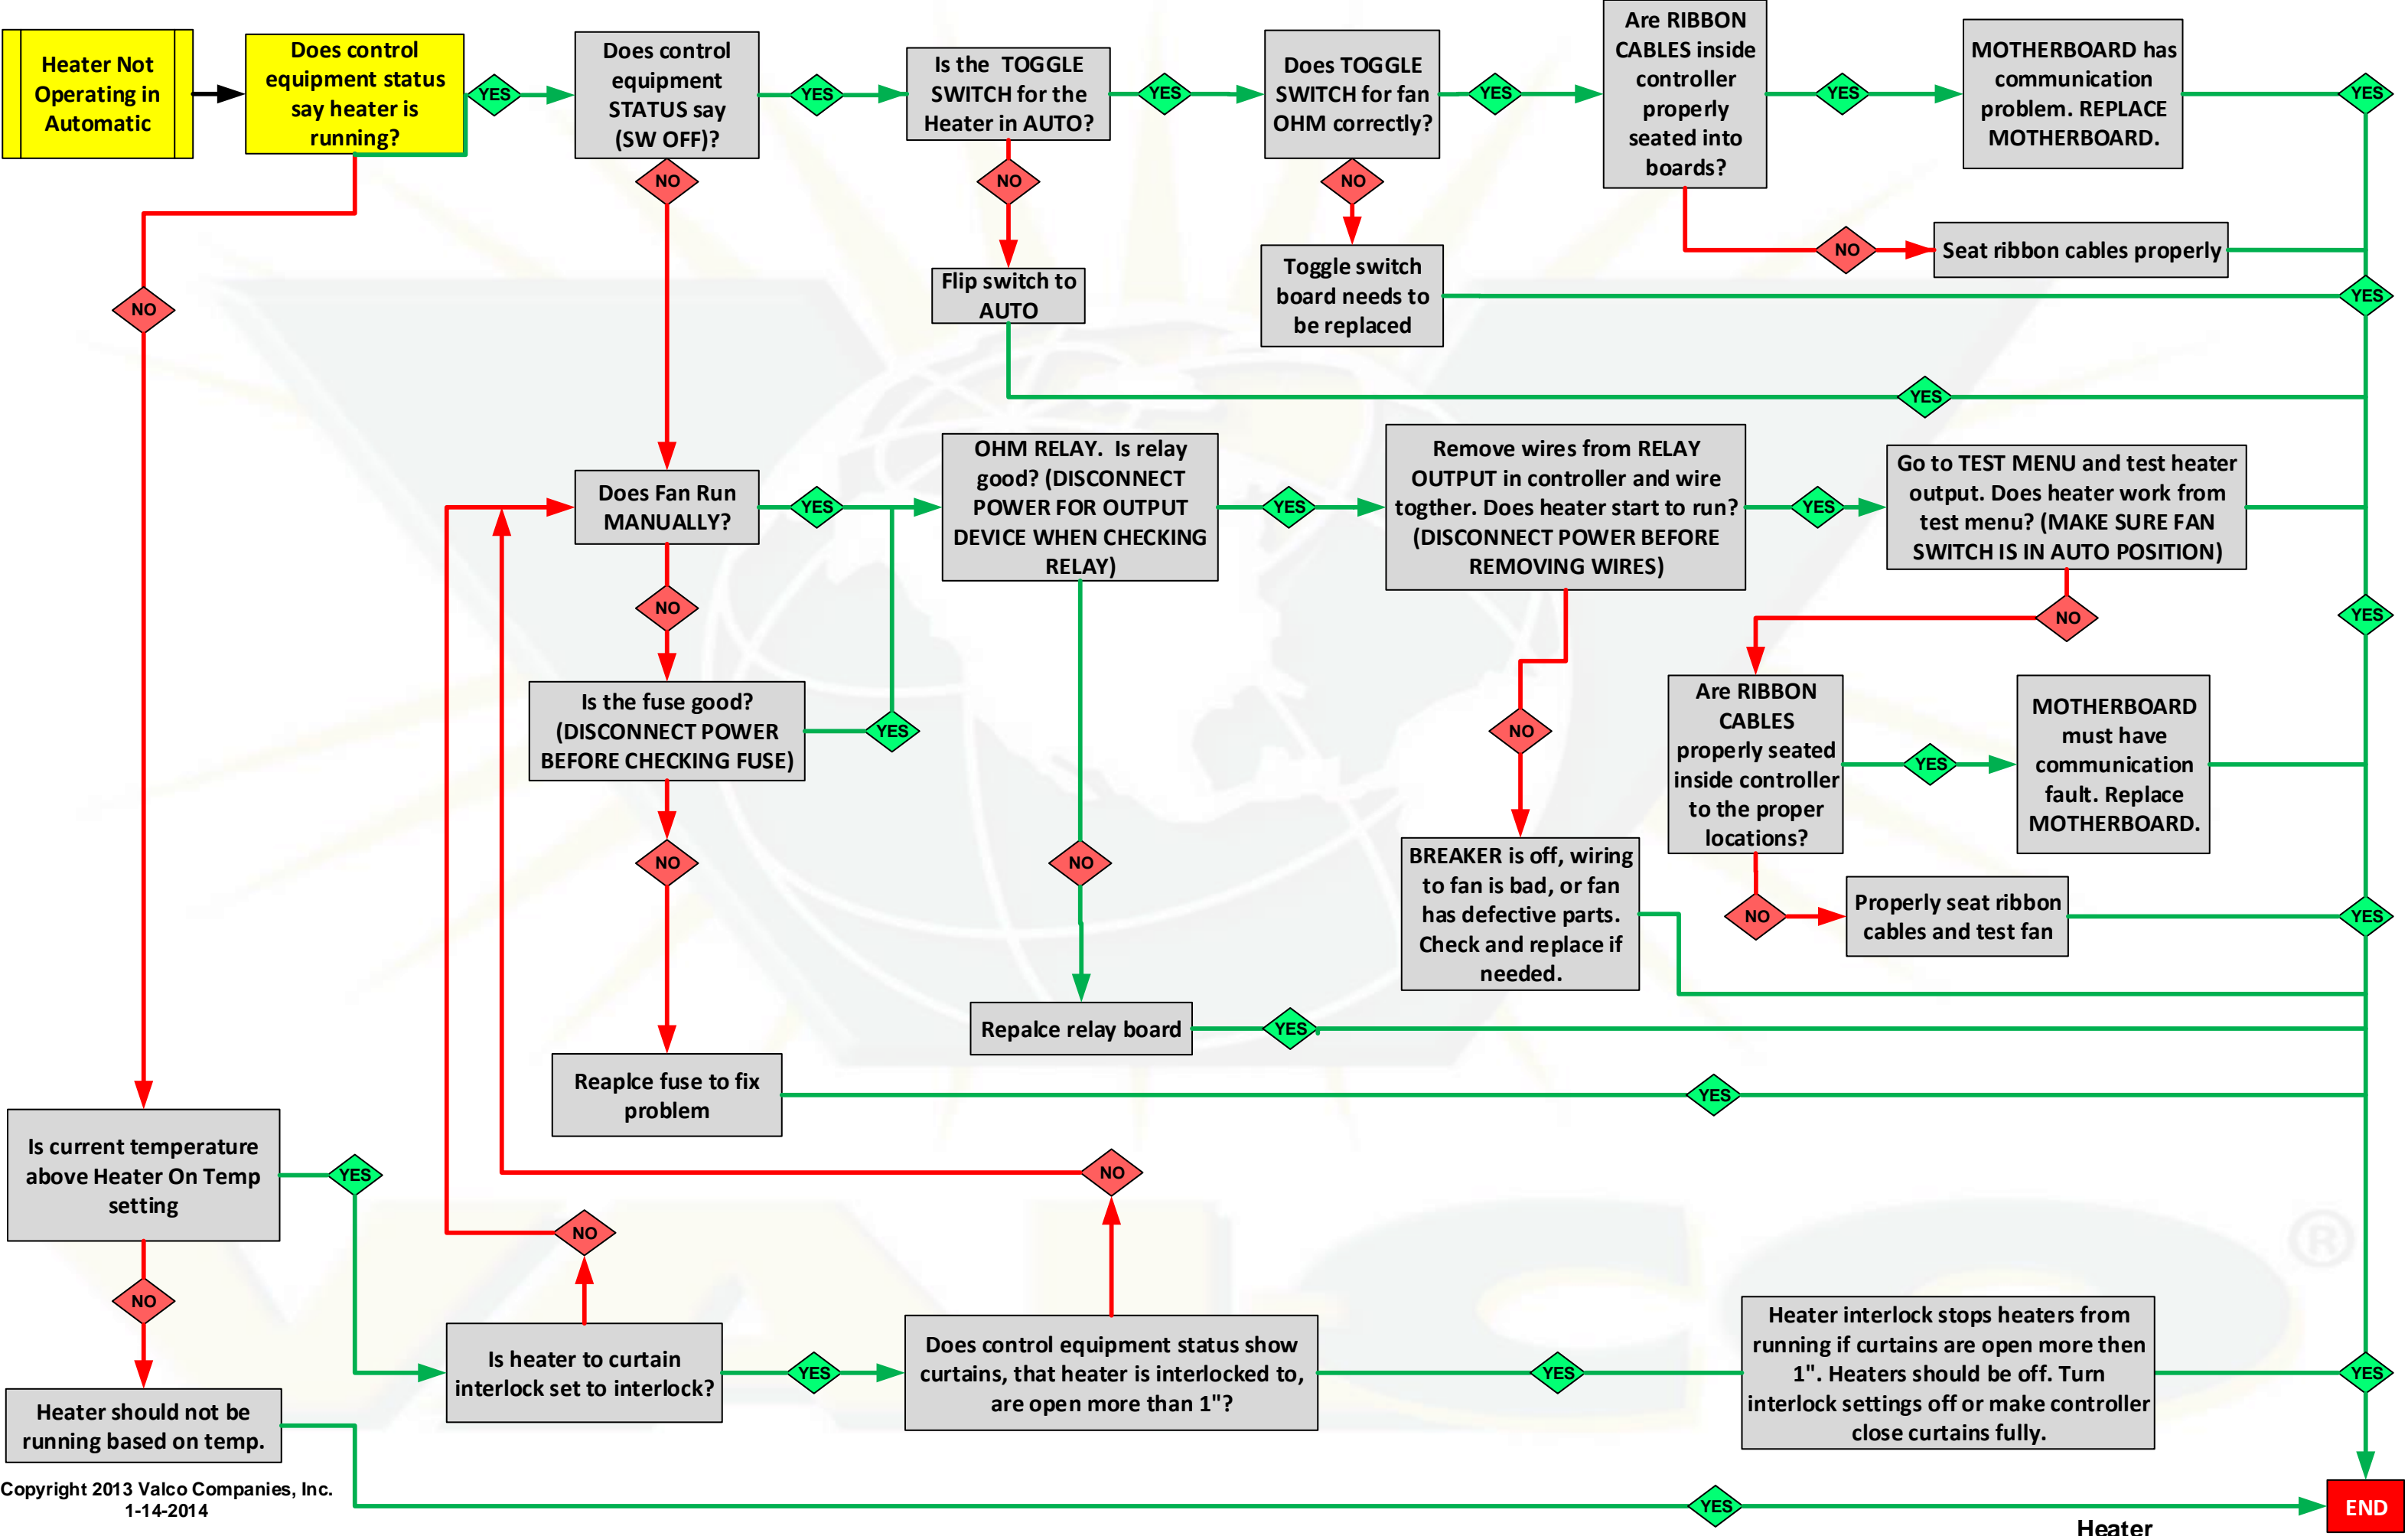 Heater Not
Operating in
Automatic
Does control
equipment status
say heater is
running?
YES
Does control
equipment
STATUS say
(SW OFF)?
YES
Is the TOGGLE
SWITCH for the
Heater in AUTO?
YES
Does TOGGLE
SWITCH for fan
OHM correctly?
YES
Are RIBBON
CABLES inside
controller
properly
seated into
boards?
YES
MOTHERBOARD has
communication
problem. REPLACE
MOTHERBOARD.
YES
NO
NO
NO
NO
Seat ribbon cables properly
NO
Flip switch to
AUTO
Toggle switch
board needs to
be replaced
YES
YES
Does Fan Run
MANUALLY?
YES
OHM RELAY. Is relay
good? (DISCONNECT
POWER FOR OUTPUT
DEVICE WHEN CHECKING
RELAY)
YES
Remove wires from RELAY
OUTPUT in controller and wire
togther. Does heater start to run?
(DISCONNECT POWER BEFORE
REMOVING WIRES)
YES
Go to TEST MENU and test heater
output. Does heater work from
test menu? (MAKE SURE FAN
SWITCH IS IN AUTO POSITION)
NO
NO
YES
Is the fuse good?
(DISCONNECT POWER
BEFORE CHECKING FUSE)
YES
NO
Are RIBBON
CABLES
properly seated
inside controller
to the proper
locations?
YES
MOTHERBOARD
must have
communication
fault. Replace
MOTHERBOARD.
NO
NO
BREAKER is off, wiring
to fan is bad, or fan
has defective parts.
Check and replace if
needed.
NO
Properly seat ribbon
cables and test fan
YES
Repalce relay board
YES
Reaplce fuse to fix
problem
YES
Is current temperature
above Heater On Temp
setting
YES
NO
NO
NO
Is heater to curtain
interlock set to interlock?
YES
Does control equipment status show
curtains, that heater is interlocked to,
are open more than 1"?
YES
Heater interlock stops heaters from
running if curtains are open more then
1". Heaters should be off. Turn
interlock settings off or make controller
close curtains fully.
YES
Heater should not be
running based on temp.
YES
END
VALCO
®
Copyright 2013 Valco Companies, Inc.
1-14-2014
Heater